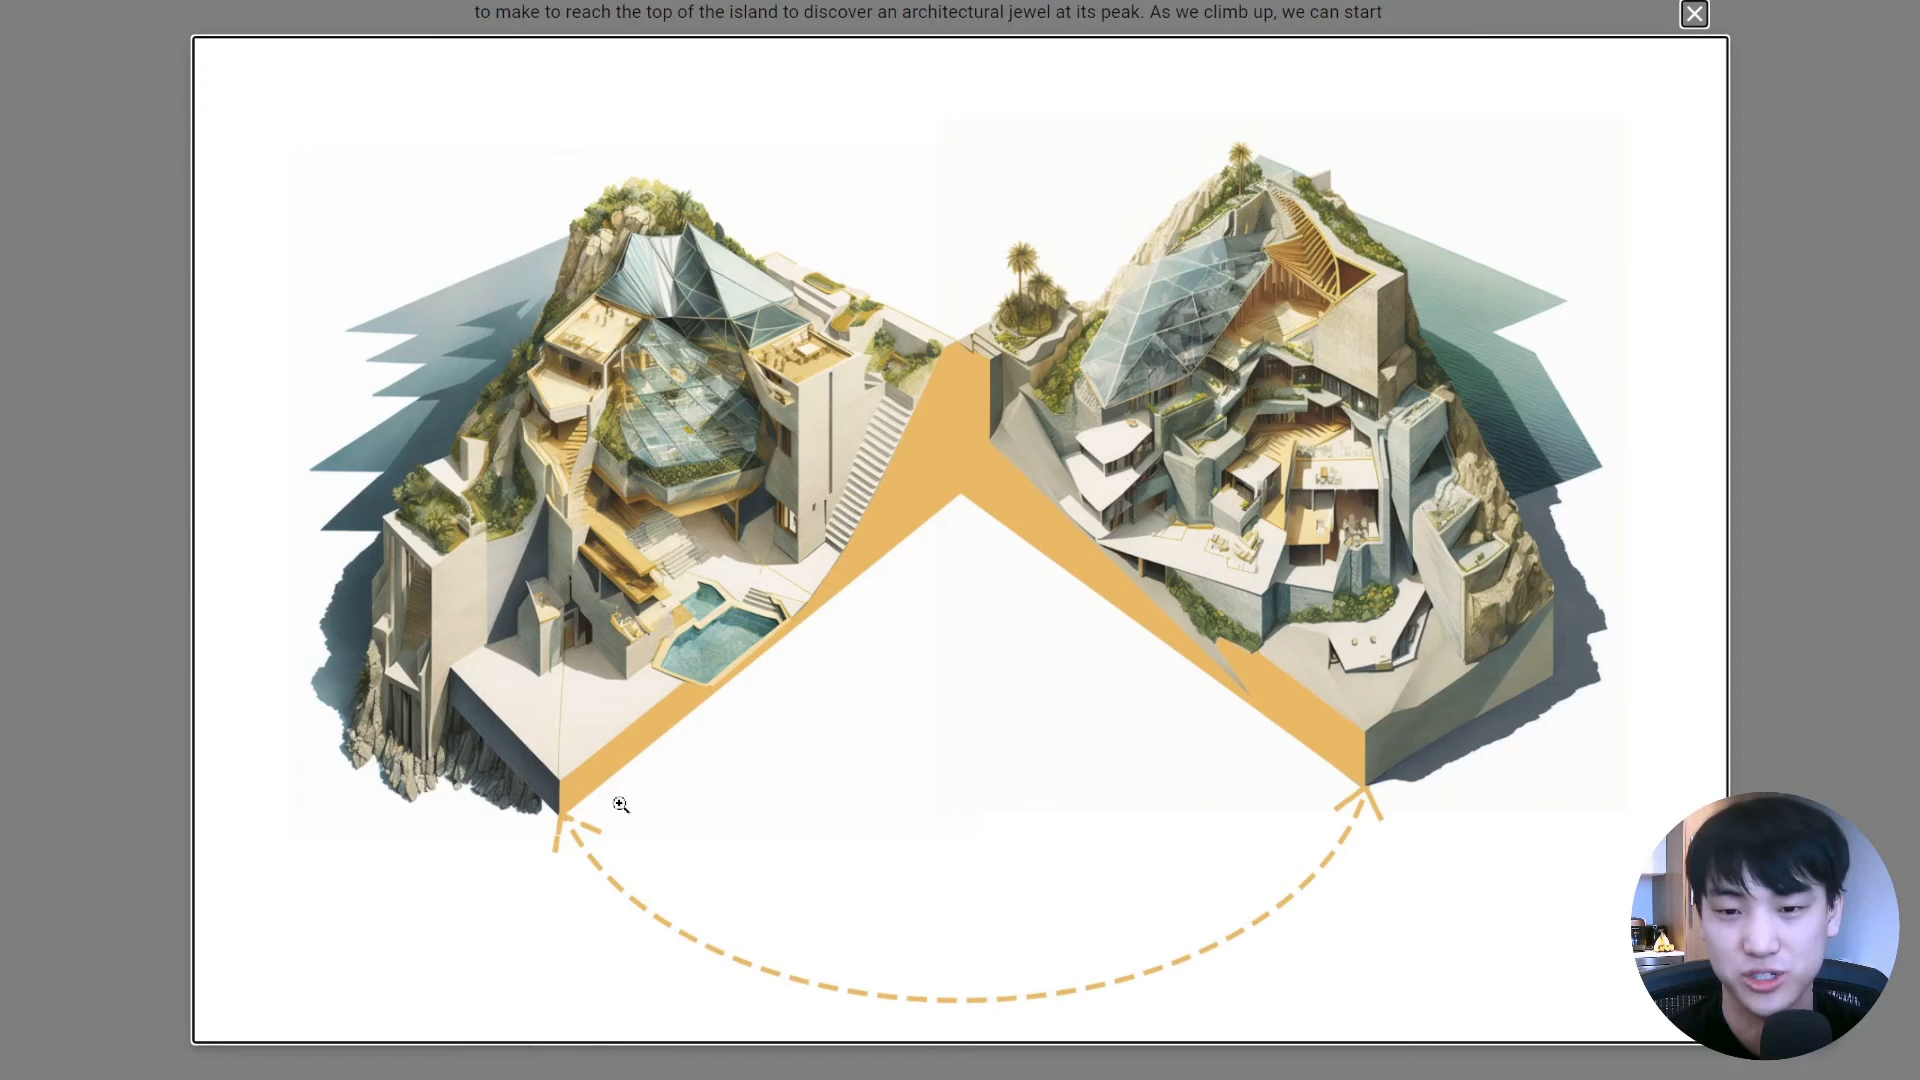 to make to reach the top of the island to discover an architectural jewel at its peak. As we climb up, we can start